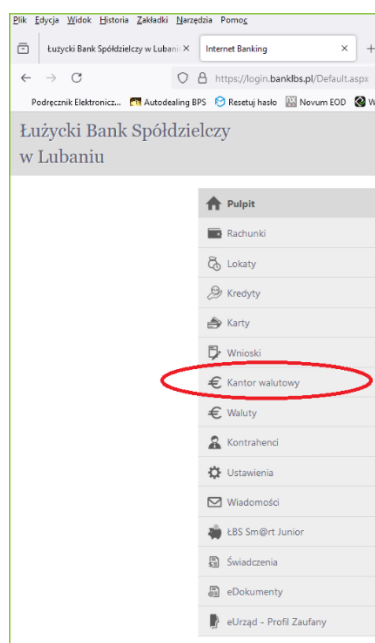 Plik Edycja Widok Historia Zakładki Narzędzia Pomoc
Łużycki Bank Spółdzielczy w Lubani
Internet Banking
https://login.banklbs.pl/Default.aspx
Podręcznik Elektronicz... Autodealing BPS Resetuj hasło Novum EOD W
Łużycki Bank Spółdzielczy
w Lubaniu
Pulpit
Rachunki
Lokaty
Kredyty
Karty
Wnioski
Kantor walutowy
Waluty
Kontrahenci
Ustawienia
Wiadomości
ŁBS Sm@rt Junior
Świadczenia
eDokumenty
eUrząd - Profil Zaufany